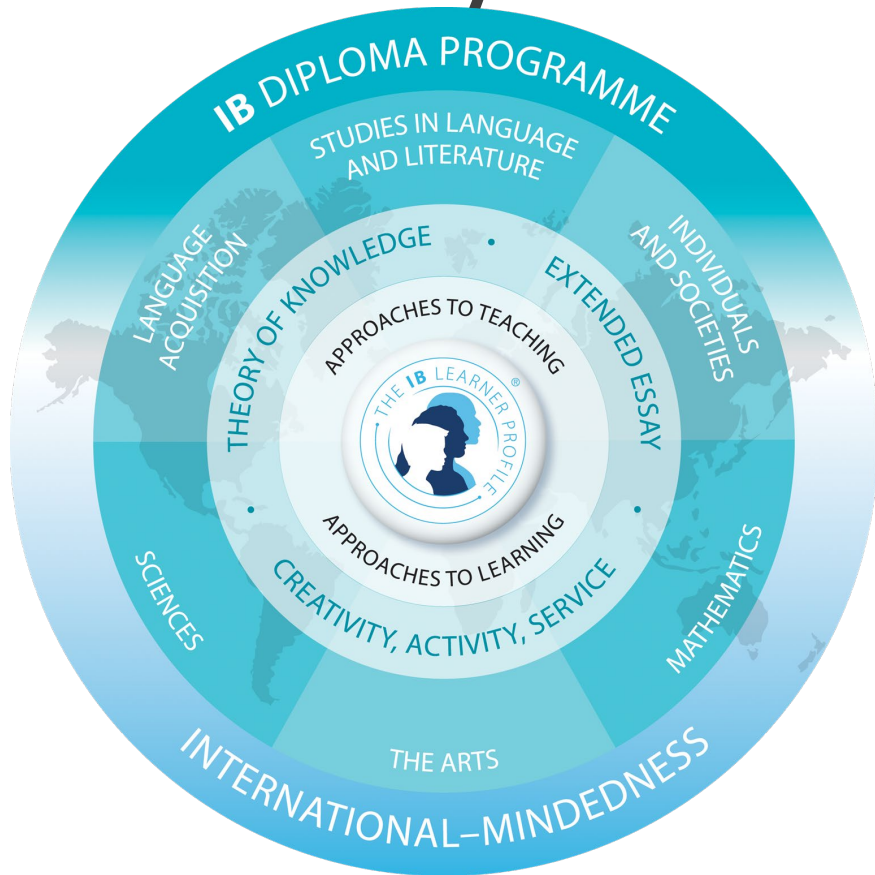 IB DIPLOMA PROGRAMME
STUDIES IN LANGUAGE
AND LITERATURE
LANGUAGE
ACQUISITION
INDIVIDUALS
AND SOCIETIES
THEORY OF KNOWLEDGE •
EXTENDED ESSAY •
APPROACHES TO TEACHING
THE IB LEARNER PROFILE®
APPROACHES TO LEARNING
CREATIVITY, ACTIVITY, SERVICE •
SCIENCES
MATHEMATICS
THE ARTS
INTERNATIONAL–MINDEDNESS